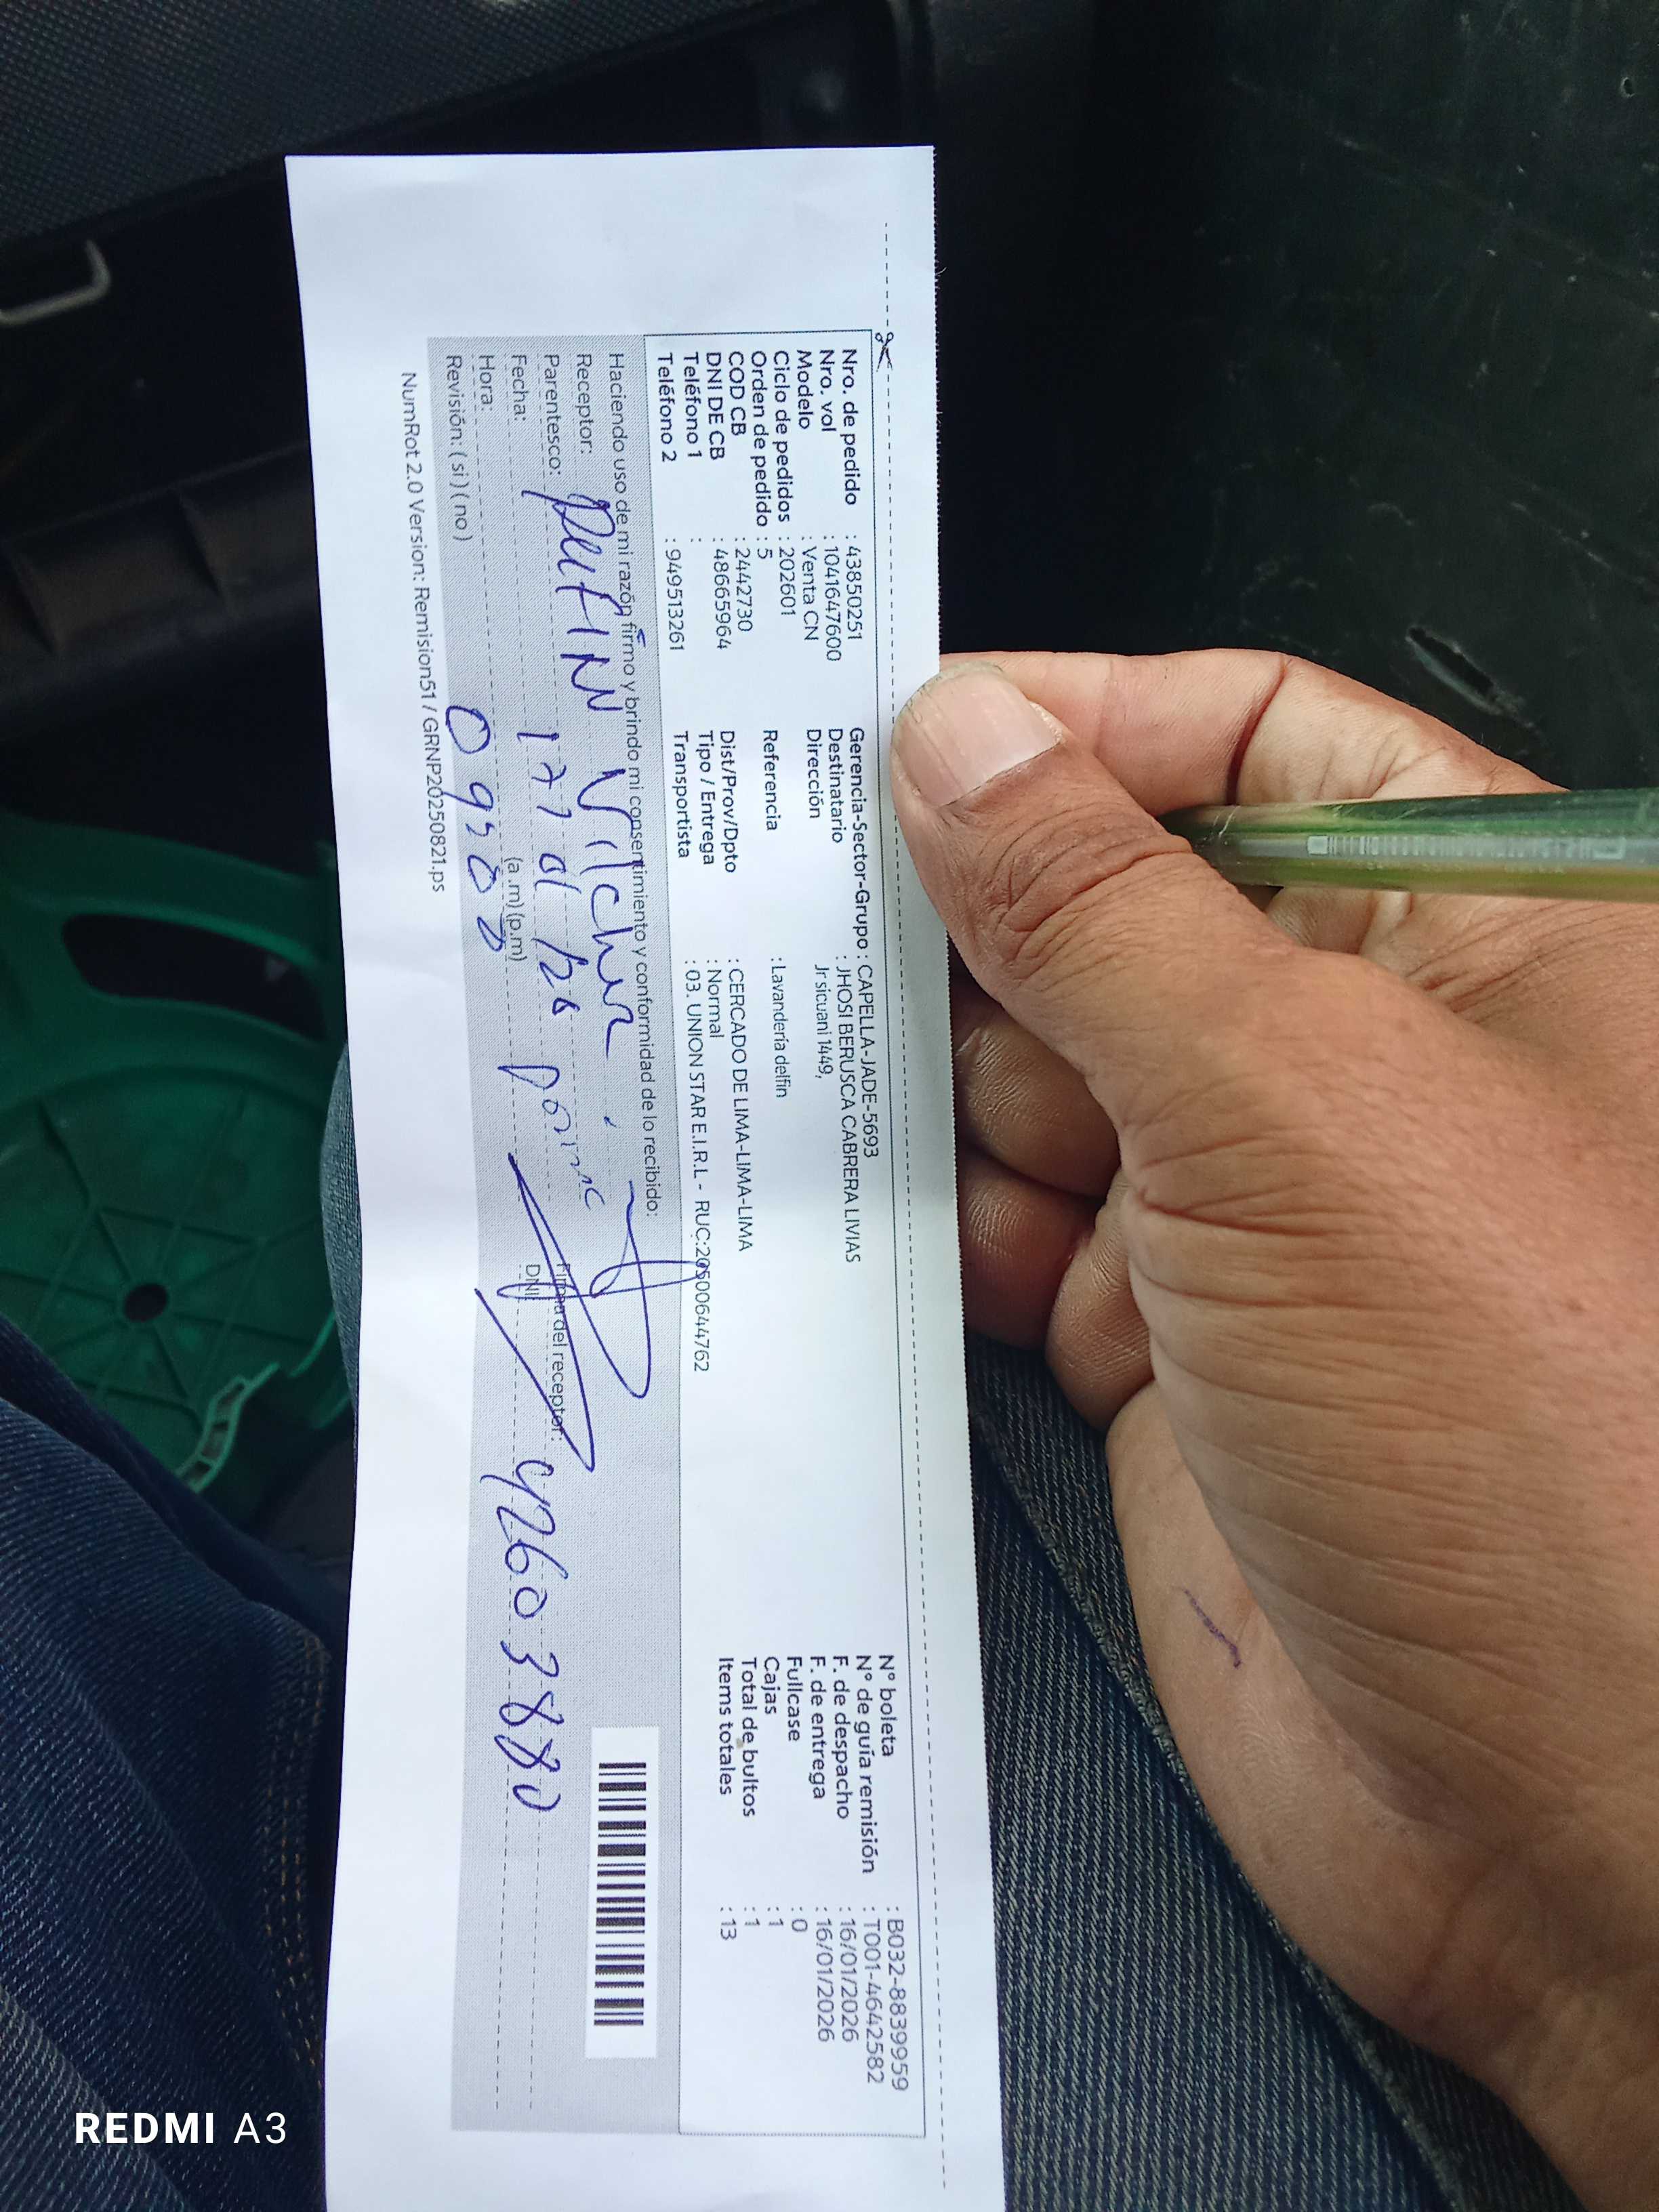 Nro. de pedido : 43850251
Nro. vol : 1041647600
Modelo : Venta CN
Ciclo de pedidos : 202601
Orden de pedido : 5
COD CB : 2442730
DNI DE CB : 48665964
Teléfono 1 :
Teléfono 2 : 949513261
Gerencia-Sector-Grupo : CAPELLA-JADE-5693
Destinatario : JHOSI BERUSCA CABRERA LIVIAS
Dirección Jr sicuani 1449,
Referencia : Lavandería delfin
Dist/Prov/Dpto : CERCADO DE LIMA-LIMA-LIMA
Tipo / Entrega : Normal
Transportista : 03. UNION STAR E.I.R.L - RUC:20500644762
N° boleta : B032-8839959
N° de guía remisión : T001-4642582
F. de despacho : 16/01/2026
F. de entrega : 16/01/2026
Fullcase : 0
Cajas : 1
Total de bultos : 1
Items totales : 13
Haciendo uso de mi razón firmo y brindo mi consentimiento y conformidad de lo recibido:
Receptor:
Parentesco:
Fecha: 17
Hora: (a.m) (p.m)
Revisión: ( si ) ( no )
Firma del receptor:
DNI: 42603880
NumRot 2.0 Version: Remision51 / GRNP20250821.ps
REDMI A3